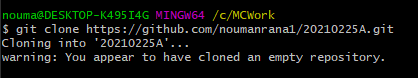 nouma@DESKTOP-K495I4G MINGW64 /c/MCWork
$ git clone https://github.com/noumanrana1/20210225A.git
Cloning into '20210225A'...
warning: You appear to have cloned an empty repository.